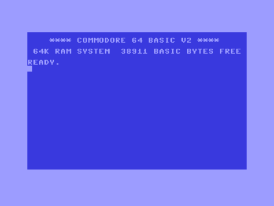 **** COMMODORE 64 BASIC V2 ****
64K RAM SYSTEM  38911 BASIC BYTES FREE
READY.